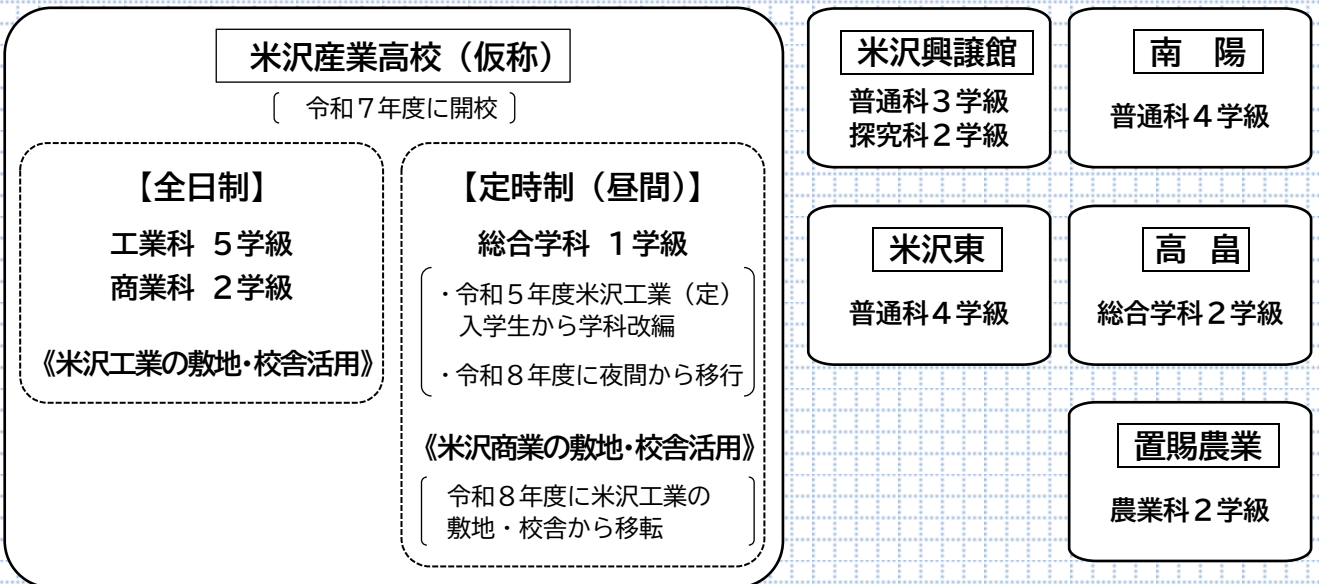 米沢産業高校（仮称）
〔 令和７年度に開校 〕
【全日制】
工業科 ５学級
商業科 ２学級
《米沢工業の敷地・校舎活用》
【定時制（昼間）】
総合学科 １学級
・令和５年度米沢工業（定）
入学生から学科改編
・令和８年度に夜間から移行
《米沢商業の敷地・校舎活用》
令和８年度に米沢工業の
敷地・校舎から移転
米沢興譲館
普通科３学級
探究科２学級
南 陽
普通科４学級
米沢東
普通科４学級
高 畠
総合学科２学級
置賜農業
農業科２学級